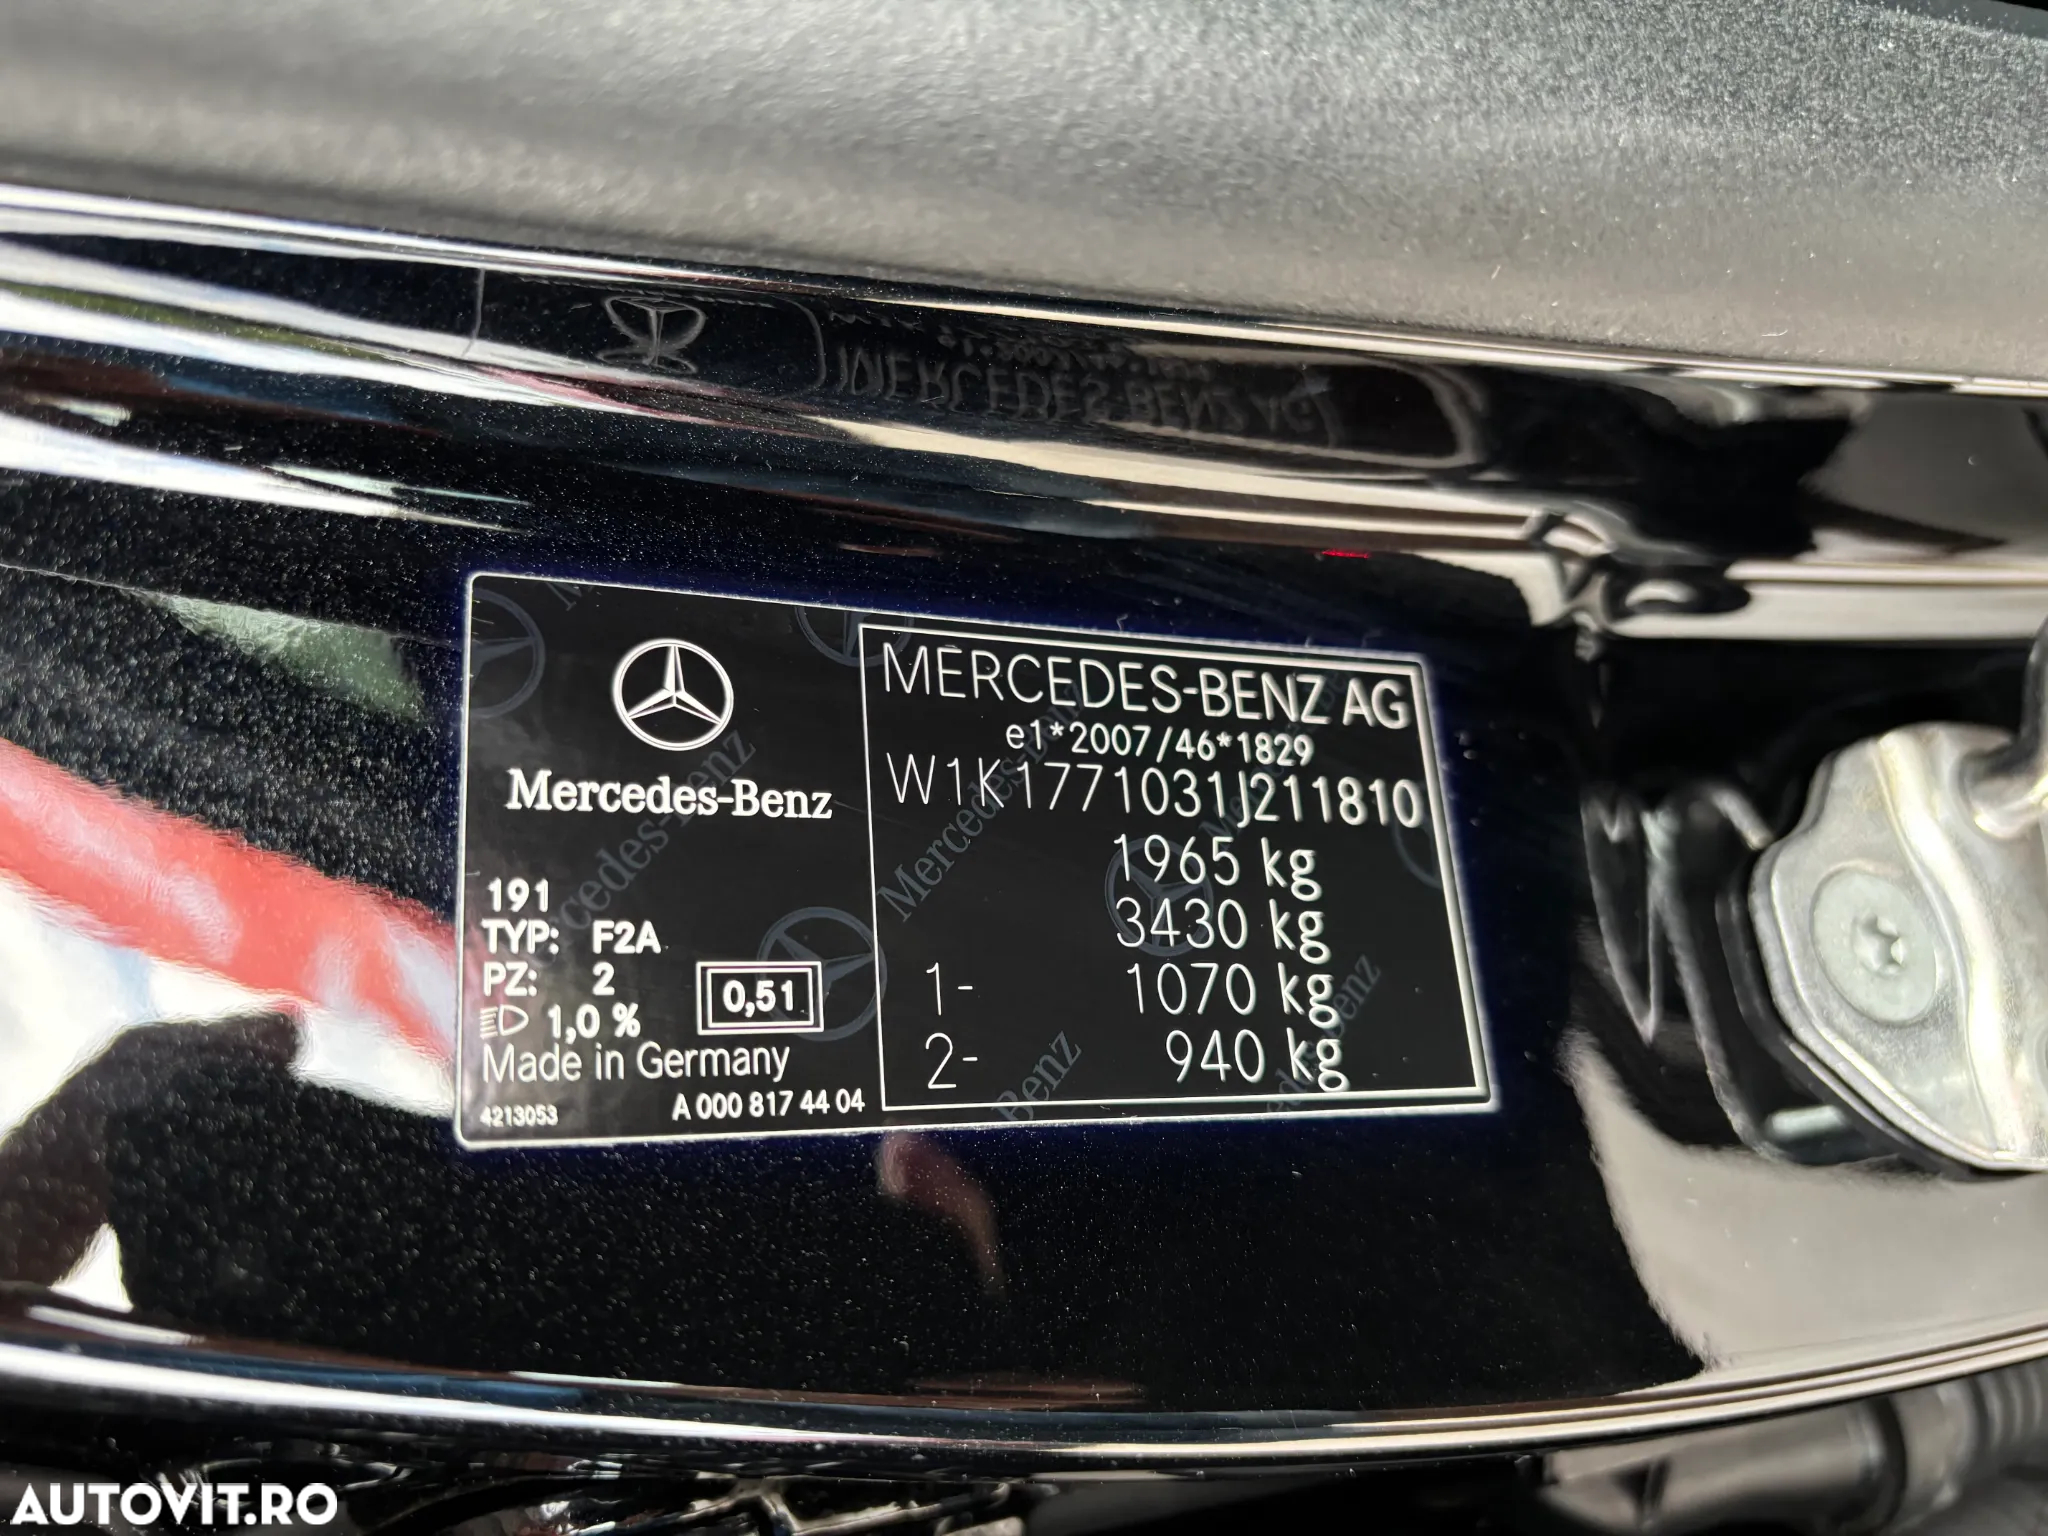 Mercedes-Benz
191
TYP: F2A
PZ: 2
1,0 %
0,51
Made in Germany
4213053
A 000 817 44 04
MERCEDES-BENZ AG
e1*2007/46*1829
W1K1771031J211810
1965 kg
3430 kg
1- 1070 kg
2- 940 kg
AUTOVIT.RO